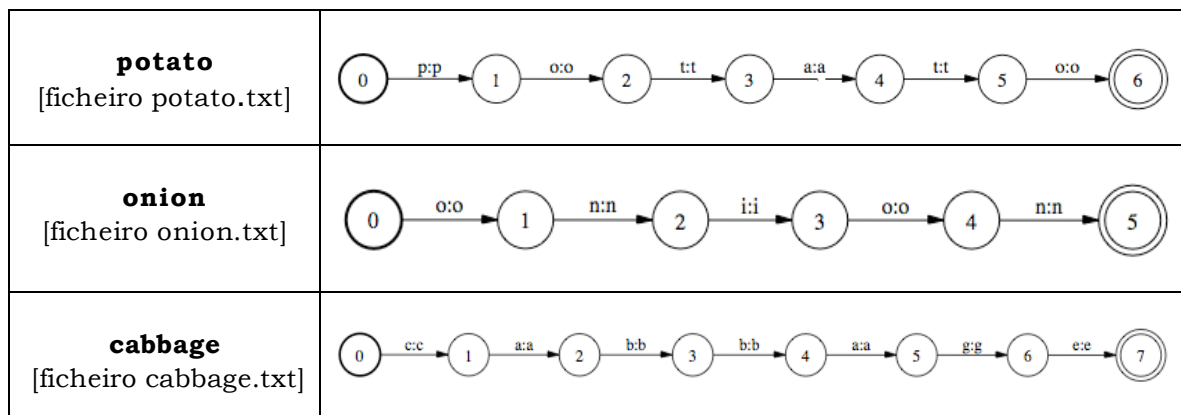 potato
[ficheiro potato.txt]
0 p:p 1 o:o 2 t:t 3 a:a 4 t:t 5 o:o 6
onion
[ficheiro onion.txt]
0 o:o 1 n:n 2 i:i 3 o:o 4 n:n 5
cabbage
[ficheiro cabbage.txt]
0 c:c 1 a:a 2 b:b 3 b:b 4 a:a 5 g:g 6 e:e 7